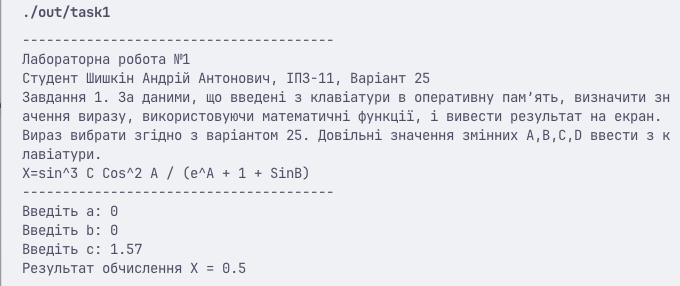 ./out/task1
---------------------------------------
Лабораторна робота №1
Студент Шишкін Андрій Антонович, ІПЗ-11, Варіант 25
Завдання 1. За даними, що введені з клавіатури в оперативну пам’ять, визначити зн
ачення виразу, використовуючи математичні функції, і вивести результат на екран.
Вираз вибрати згідно з варіантом 25. Довільні значення змінних A,B,C,D ввести з к
лавіатури.
X=sin^3 C Cos^2 A / (e^A + 1 + SinB)
---------------------------------------
Введіть a: 0
Введіть b: 0
Введіть c: 1.57
Результат обчислення X = 0.5